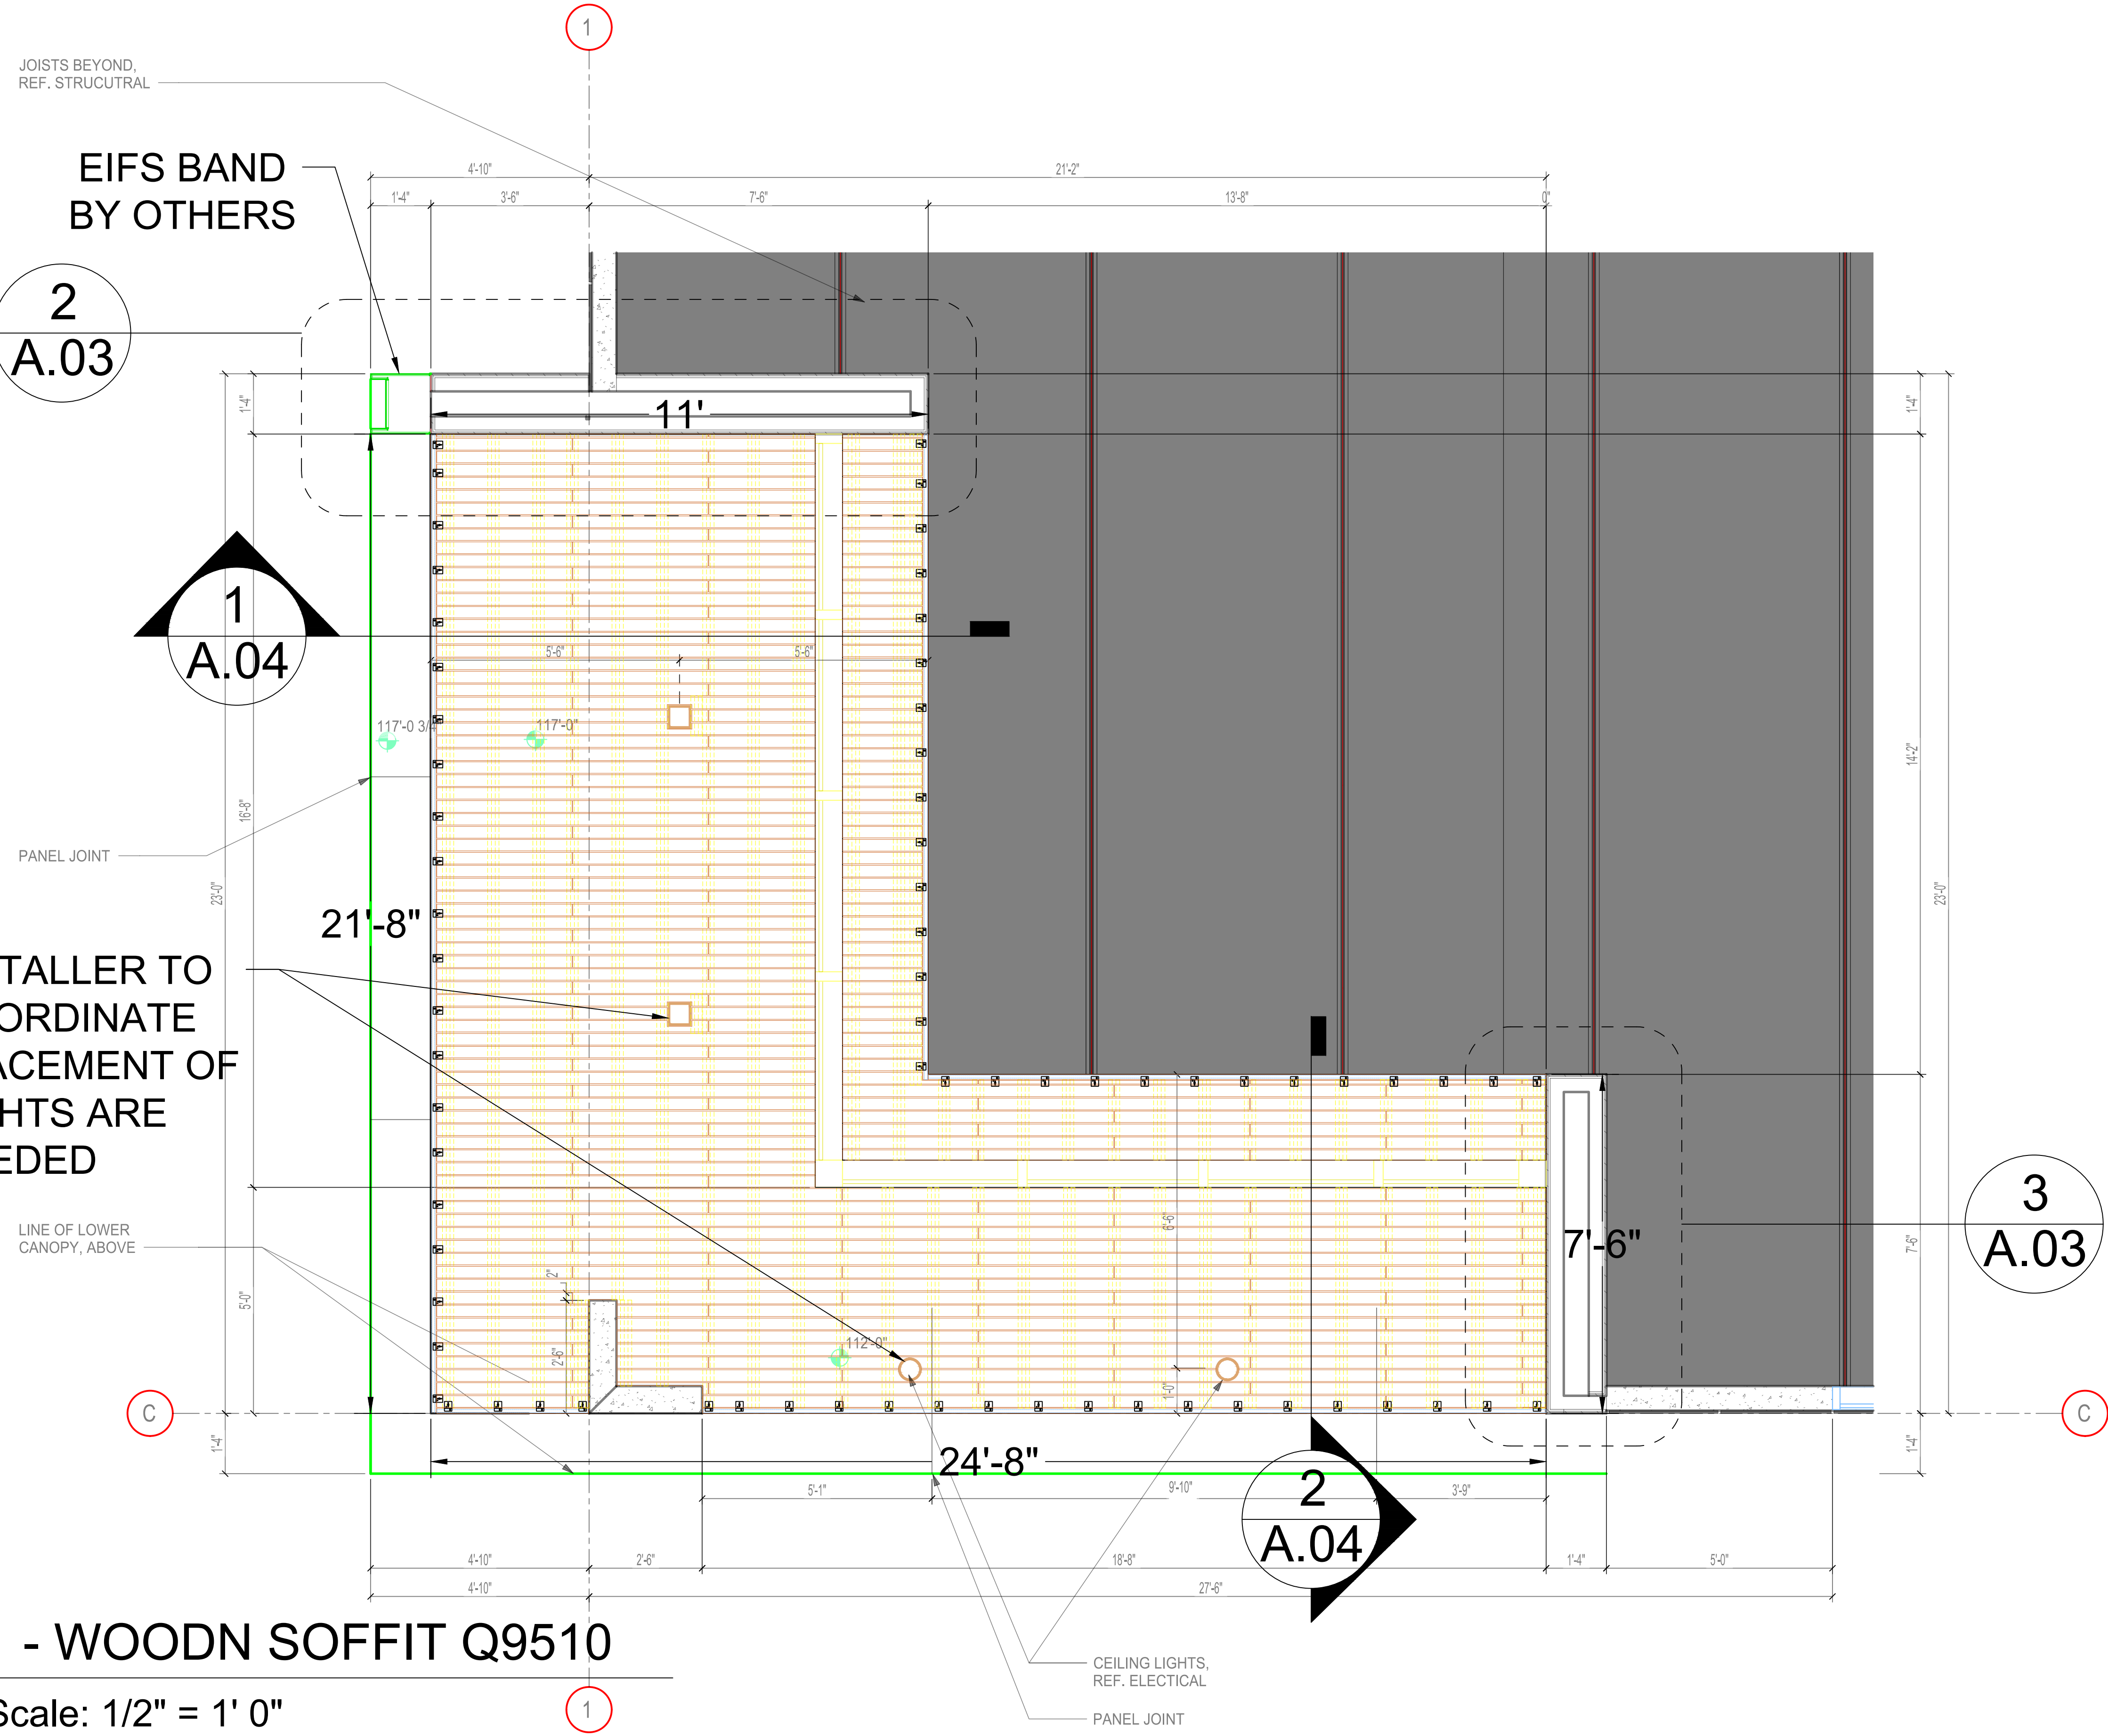 1
JOISTS BEYOND,
REF. STRUCUTRAL
EIFS BAND
BY OTHERS
4'-10"
21'-2"
1'-4"
3'-6"
7'-6"
13'-8"
0"
2
A.03
1'-4"
11'
1'-4"
1
A.04
5'-6"
5'-6"
117'-0 3/4
117'-0"
14'-2"
16'-8"
PANEL JOINT
23'-0"
23'-0"
21'-8"
TALLER TO
ORDINATE
ACEMENT OF
HTS ARE
EDED
LINE OF LOWER
CANOPY, ABOVE
5'-0"
2"
2'-6"
6'-6"
1'-0"
112'-0"
7'-6"
7'-6"
3
A.03
C
C
1'-4"
1'-4"
24'-8"
5'-1"
9'-10"
3'-9"
2
A.04
4'-10"
2'-6"
18'-8"
1'-4"
5'-0"
4'-10"
27'-6"
- WOODN SOFFIT Q9510
Scale: 1/2" = 1' 0"
1
CEILING LIGHTS,
REF. ELECTICAL
PANEL JOINT